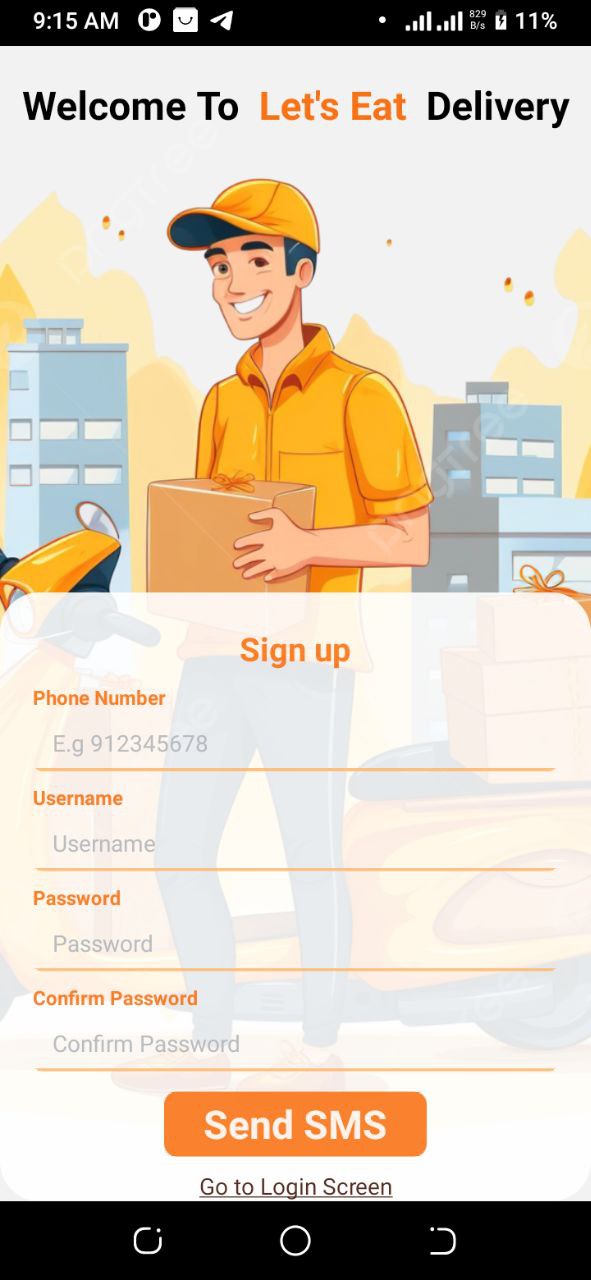 9:15 AM 829 B/s 11%
Welcome To Let's Eat Delivery
Sign up
Phone Number
E.g 912345678
Username
Username
Password
Password
Confirm Password
Confirm Password
Send SMS
Go to Login Screen